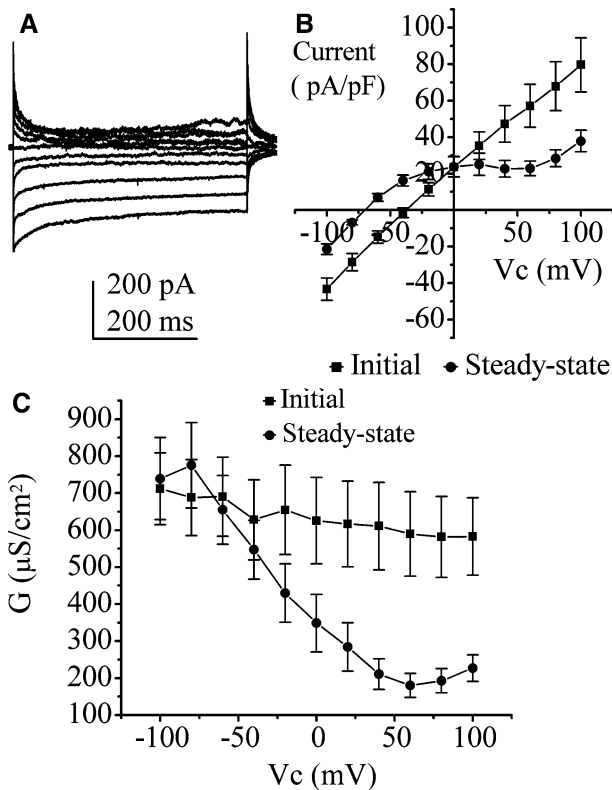 A
200 pA
200 ms
B
Current
( pA/pF)
100
80
60
40
20
-20
-40
-60
-100
-50
50
100
Vc (mV)
Initial
Steady-state
C
Initial
Steady-state
900
800
700
600
500
400
300
200
100
G (μS/cm²)
-100
-50
0
50
100
Vc (mV)